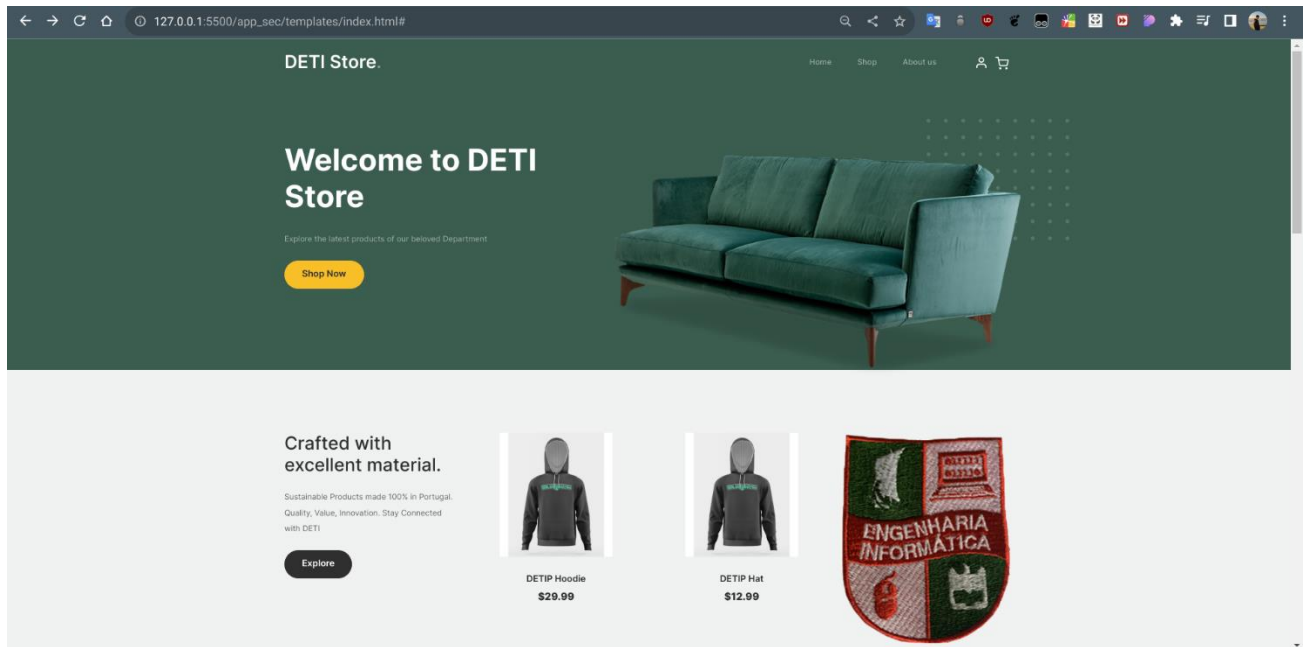 127.0.0.1:5500/app_sec/templates/index.html#
DETI Store.
Home Shop About us
Welcome to DETI
Store
Explore the latest products of our beloved Department
Shop Now
Crafted with
excellent material.
Sustainable Products made 100% in Portugal.
Quality, Value, Innovation. Stay Connected
with DETI
Explore
DETIP Hoodie
$29.99
DETIP Hat
$12.99
ENGENHARIA
INFORMÁTICA